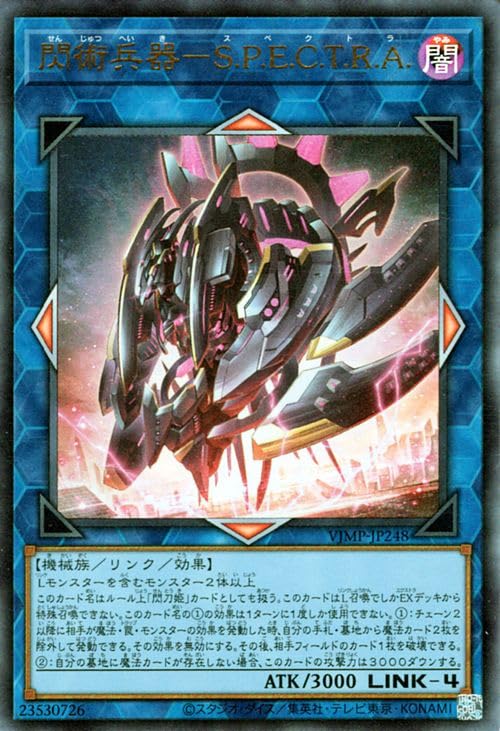 閃術兵器－S.P.E.C.T.R.A.
闇
VJMP-JP248
【機械族／リンク／効果】
Lモンスターを含むモンスター2体以上
このカード名はルール上「閃刀姫」カードとしても扱う。このカードはL召喚でしかEXデッキから
特殊召喚できない。このカード名の①の効果は1ターンに1度しか使用できない。①：チェーン2
以降に相手が魔法・罠・モンスターの効果を発動した時、自分の手札・墓地から魔法カード2枚を
除外して発動できる。その効果を無効にする。その後、相手フィールドのカード1枚を破壊できる。
②：自分の墓地に魔法カードが存在しない場合、このカードの攻撃力は3000ダウンする。
ATK/3000 LINK-4
23530726
©スタジオ・ダイス／集英社・テレビ東京・KONAMI